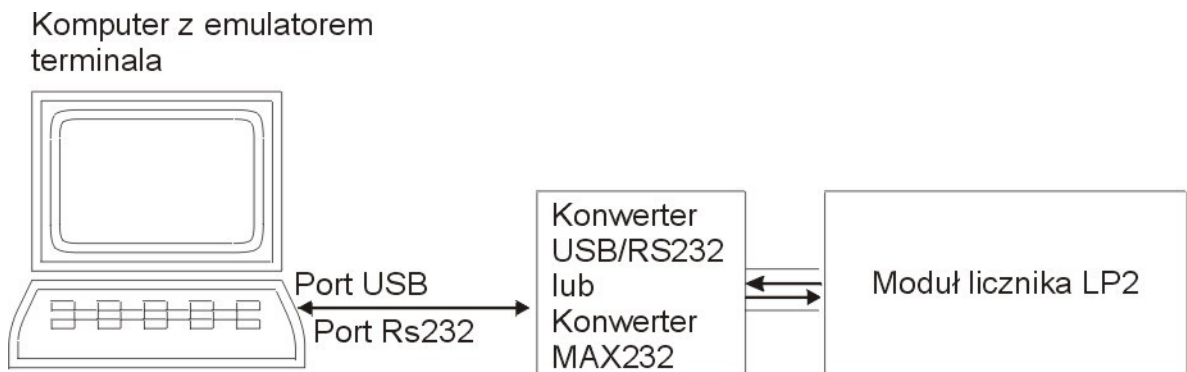 Komputer z emulatorem
terminala
Port USB
Port Rs232
Konwerter
USB/RS232
lub
Konwerter
MAX232
Moduł licznika LP2